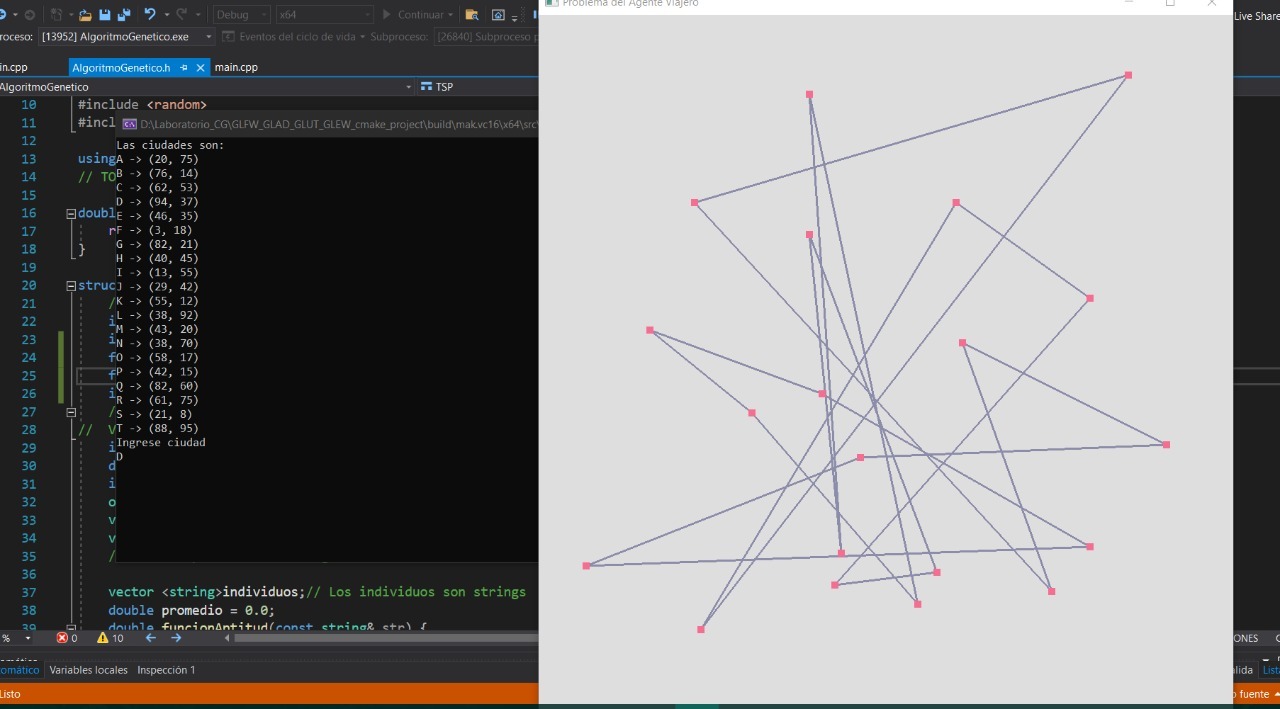 Debug
x64
Continuar
Problema del Agente Viajero
Live Share
roceso:
[13952] AlgoritmoGenetico.exe
Eventos del ciclo de vida
Subproceso:
[26840] Subproceso p
in.cpp
AlgoritmoGenetico.h
main.cpp
AlgoritmoGenetico
TSP
10 #include <random>
11 #incl
D:\Laboratorio_CG\GLFW_GLAD_GLUT_GLEW_cmake_project\build\mak.vc16\x64\src\
12
13 using
14 // TO
15
16 doubl
17 r
18 }
19
20 struc
21 /
22 i
23 i
24 f
25 f
26 i
27 /
28 // V
29 i
30 d
31 i
32 o
33 v
34 v
35 /
36
37 vector <string>individuos;// Los individuos son strings
38 double promedio = 0.0;
39 double funcionAptitud(const string& str) {
Las ciudades son:
A -> (20, 75)
B -> (76, 14)
C -> (62, 53)
D -> (94, 37)
E -> (46, 35)
F -> (3, 18)
G -> (82, 21)
H -> (40, 45)
I -> (13, 55)
J -> (29, 42)
K -> (55, 12)
L -> (38, 92)
M -> (43, 20)
N -> (38, 70)
O -> (58, 17)
P -> (42, 15)
Q -> (82, 60)
R -> (61, 75)
S -> (21, 8)
T -> (88, 95)
Ingrese ciudad
D
%
0
10
ONES
omático
Variables locales
Inspección 1
lida
List
Listo
o fuente